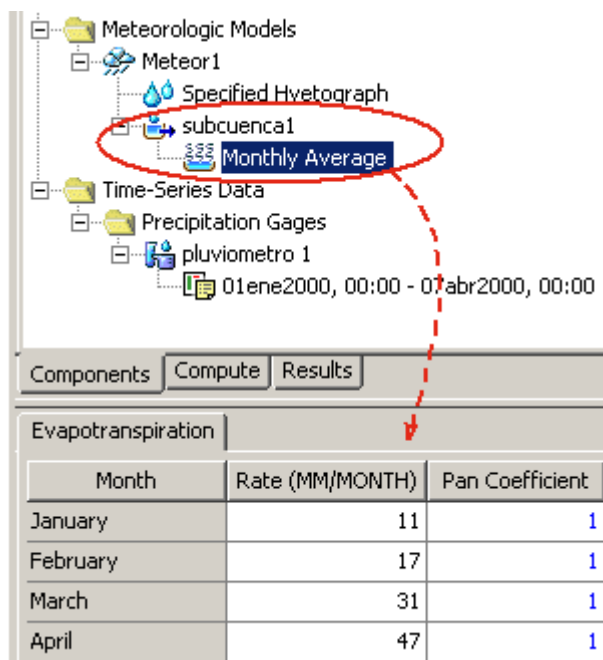 Meteorologic Models
Meteor1
Specified Hyetograph
subcuenca1
Monthly Average
Time-Series Data
Precipitation Gages
pluviometro 1
01ene2000, 00:00 - 07abr2000, 00:00
Components Compute Results
Evapotranspiration
Month Rate (MM/MONTH) Pan Coefficient
January 11 1
February 17 1
March 31 1
April 47 1